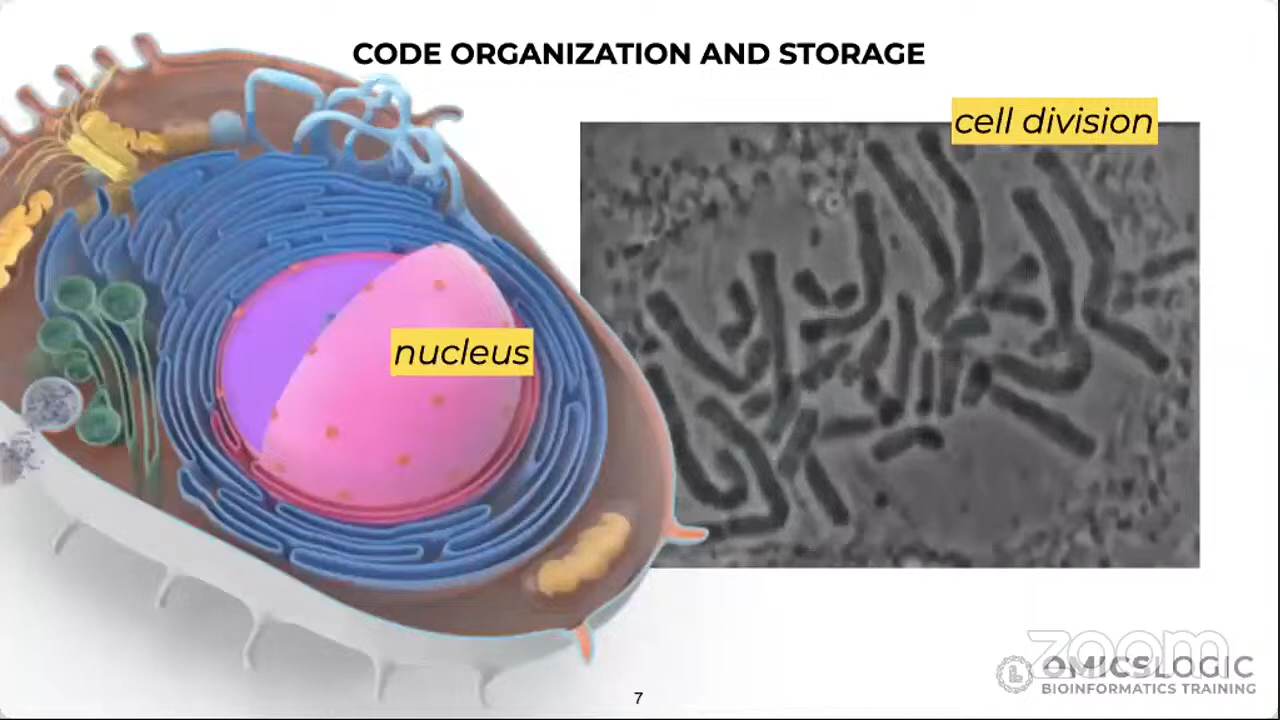 CODE ORGANIZATION AND STORAGE
cell division
nucleus
zoom
OMICSLOGIC
BIOINFORMATICS TRAINING
7